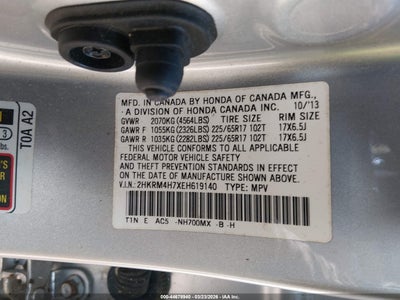 MFD. IN CANADA BY HONDA OF CANADA MFG.,
A DIVISION OF HONDA CANADA INC. 10/'13
GVWR 2070KG (4564LBS) TIRE SIZE RIM SIZE
GAWR F 1055KG (2326LBS) 225/65R17 102T 17X6.5J
GAWR R 1035KG (2282LBS) 225/65R17 102T 17X6.5J
THIS VEHICLE CONFORMS TO ALL APPLICABLE
FEDERAL MOTOR VEHICLE SAFETY
AND THEFT PREVENTION STANDARDS IN EFFECT
ON THE DATE OF MANUFACTURE SHOWN ABOVE.
V.I.N.: 2HKRM4H7XEH619140 TYPE: MPV
T1N E AC5 -NH700MX -B -H
T0A A2
3